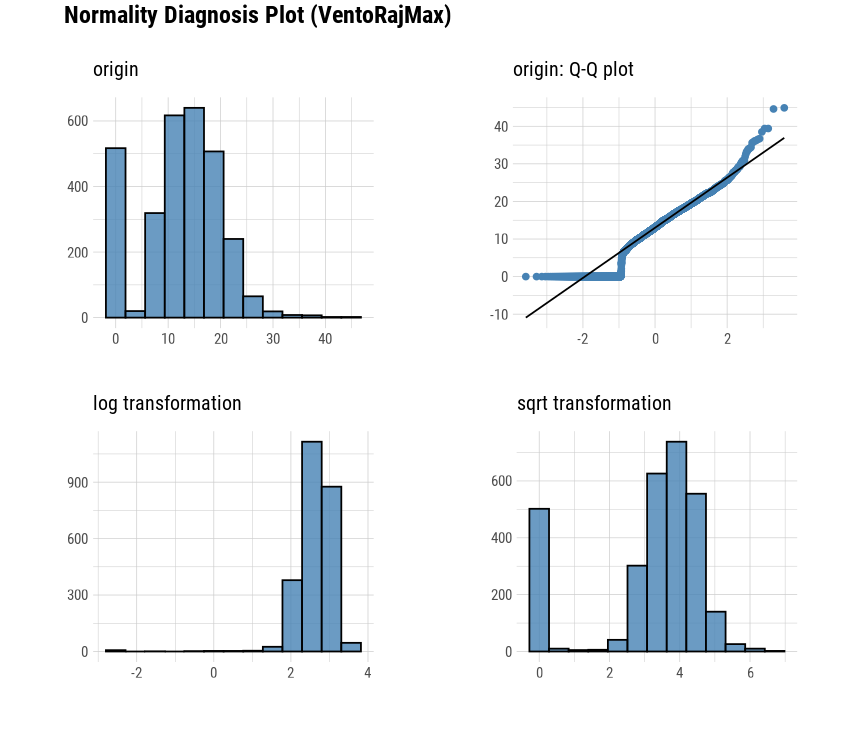 Normality Diagnosis Plot (VentoRajMax)
origin
600
400
200
0
0 10 20 30 40
origin: Q-Q plot
40
30
20
10
0
-10
-2 0 2
log transformation
900
600
300
0
-2 0 2 4
sqrt transformation
600
400
200
0
0 2 4 6